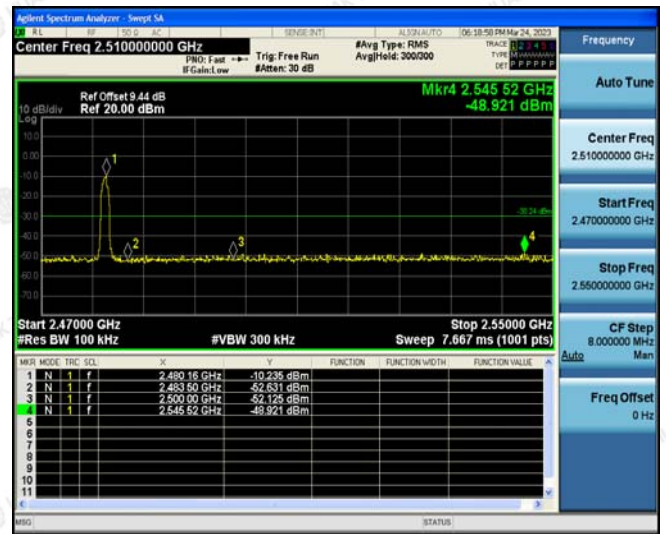 Agilent Spectrum Analyzer - Swept SA
RL RF 50 Ω AC SENSE:INT ALIGNAUTO 06:18:50 PM Mar 24, 2023
Center Freq 2.510000000 GHz
PNO: Fast Trig: Free Run
IFGain:Low #Atten: 30 dB
#Avg Type: RMS
Avg|Hold: 300/300
TRACE 1 2 3 4 5 6
TYPE
DET P P P P P P
Frequency
Mkr4 2.545 52 GHz
-48.921 dBm
Ref Offset 9.44 dB
10 dB/div Ref 20.00 dBm
Log
10.0
0.00
-10.0
-20.0
-30.0
-40.0
-50.0
-60.0
-70.0
1
2
3
4
-30.24 dBm
Start 2.47000 GHz Stop 2.55000 GHz
#Res BW 100 kHz #VBW 300 kHz Sweep 7.667 ms (1001 pts)
MKR MODE TRC SCL X Y FUNCTION FUNCTION WIDTH FUNCTION VALUE
1 N 1 f 2.480 16 GHz -10.235 dBm
2 N 1 f 2.483 50 GHz -52.631 dBm
3 N 1 f 2.500 00 GHz -52.125 dBm
4 N 1 f 2.545 52 GHz -48.921 dBm
5
6
7
8
9
10
11
MSG STATUS
Auto Tune
Center Freq
2.510000000 GHz
Start Freq
2.470000000 GHz
Stop Freq
2.550000000 GHz
CF Step
8.000000 MHz
Auto Man
Freq Offset
0 Hz